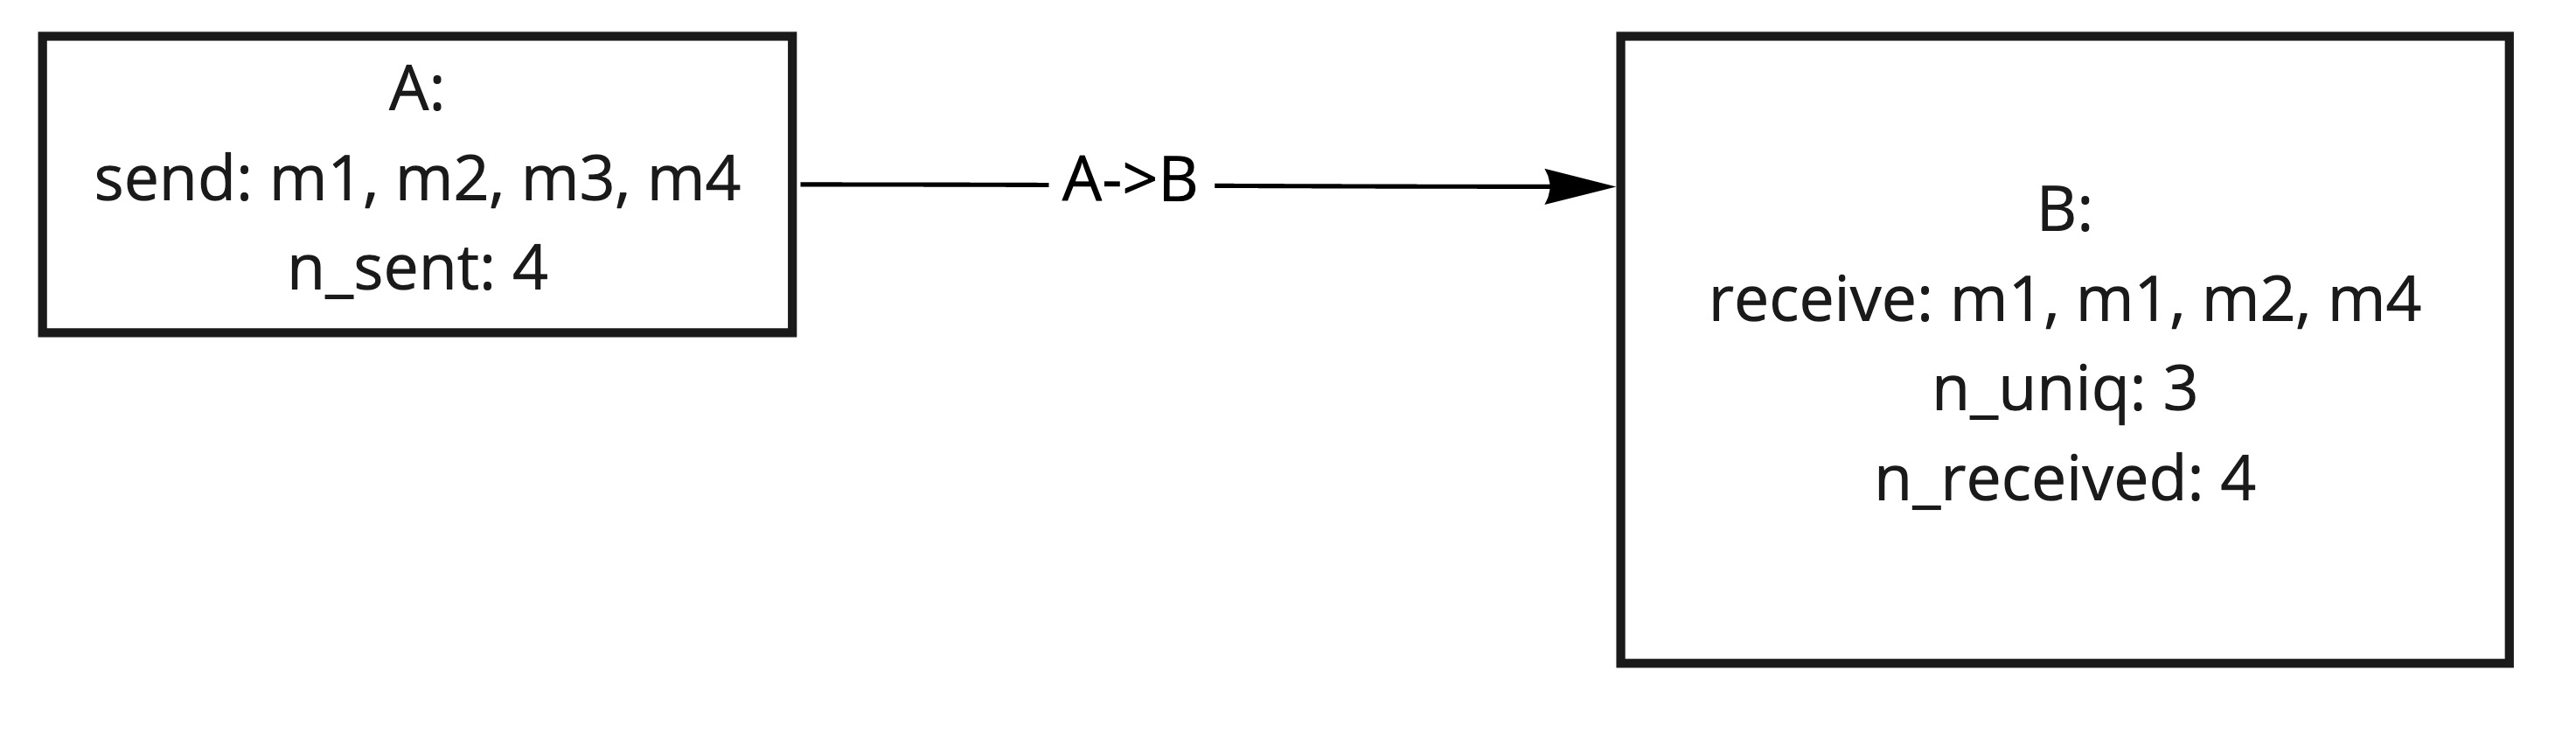 A:
send: m1, m2, m3, m4
n_sent: 4
A->B
B:
receive: m1, m1, m2, m4
n_uniq: 3
n_received: 4